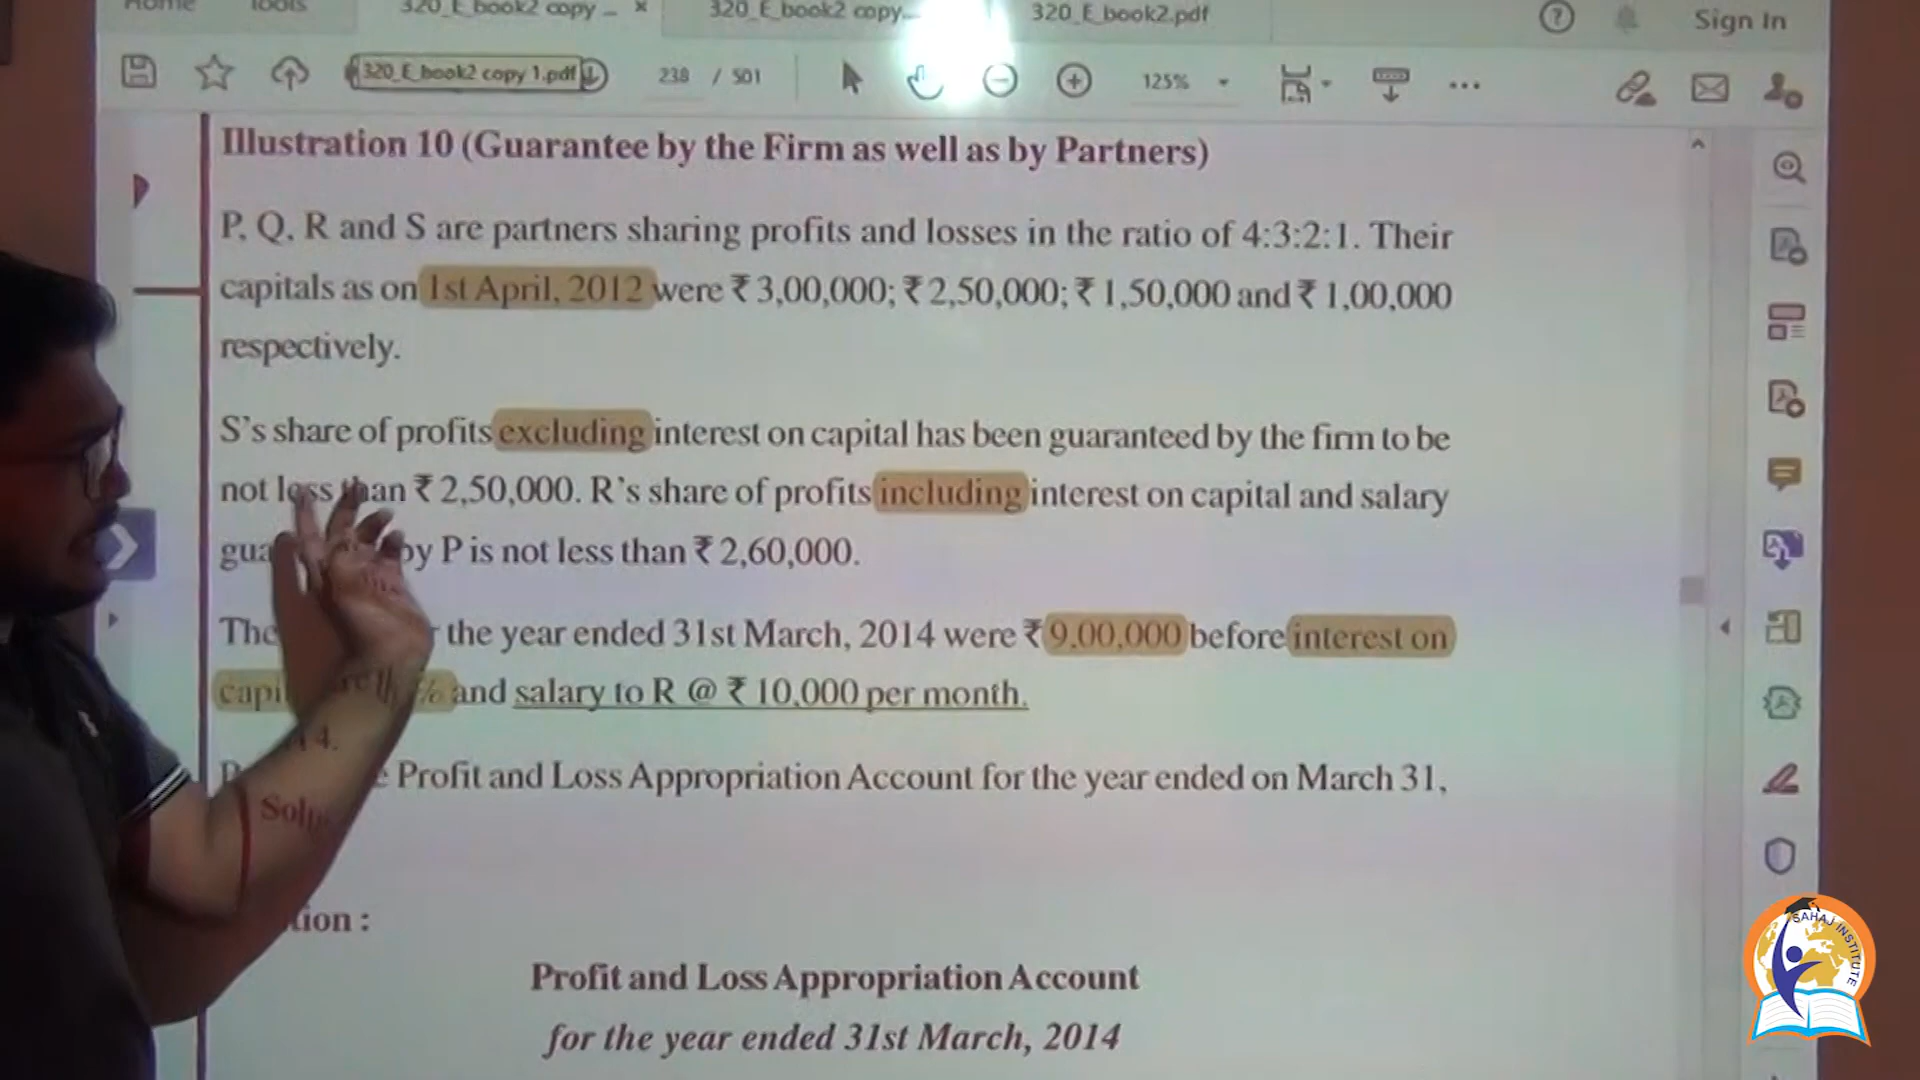 Home Tools 320_E_book2 copy ... × 320_E_book2 copy... 320_E_book2.pdf Sign In
320_E_book2 copy 1.pdf 238 / 501 125%
Illustration 10 (Guarantee by the Firm as well as by Partners)
P, Q, R and S are partners sharing profits and losses in the ratio of 4:3:2:1. Their
capitals as on 1st April, 2012 were ₹ 3,00,000; ₹ 2,50,000; ₹ 1,50,000 and ₹ 1,00,000
respectively.
S's share of profits excluding interest on capital has been guaranteed by the firm to be
not less than ₹ 2,50,000. R's share of profits including interest on capital and salary
by P is not less than ₹ 2,60,000.
The the year ended 31st March, 2014 were ₹ 9,00,000 before interest on
% and salary to R @ ₹ 10,000 per month.
Profit and Loss Appropriation Account for the year ended on March 31,
4.
Profit and Loss Appropriation Account
for the year ended 31st March, 2014
SAHAJ INSTITUTE